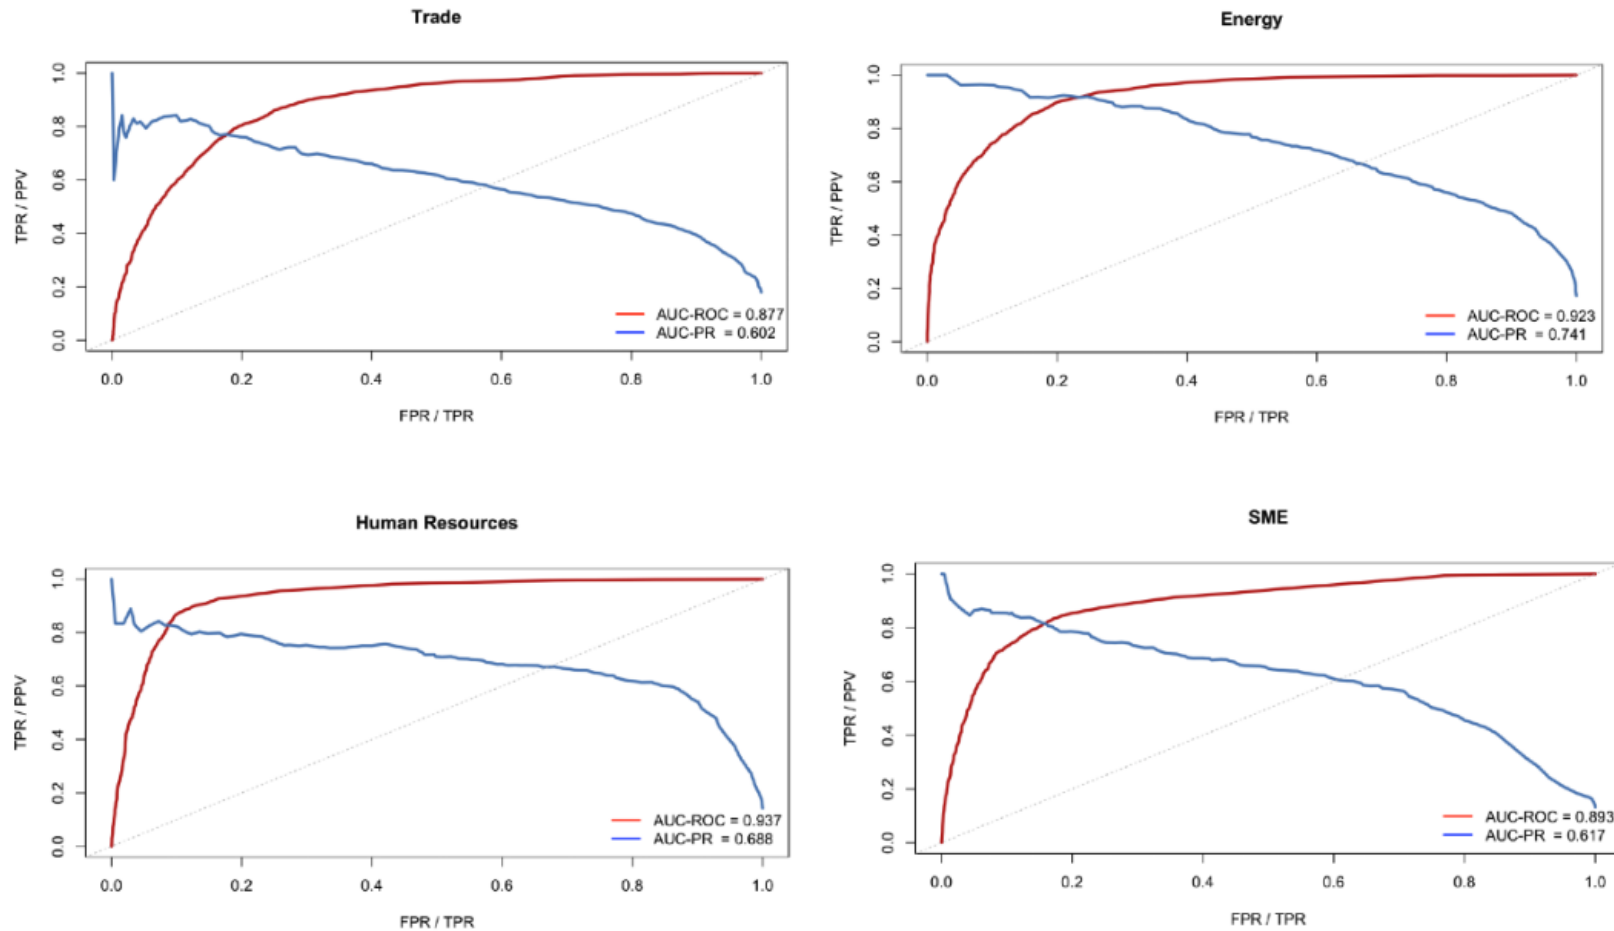 Trade
TPR / PPV
1.0
0.8
0.6
0.4
0.2
0.0
AUC-ROC = 0.877
AUC-PR = 0.602
0.0 0.2 0.4 0.6 0.8 1.0
FPR / TPR
Energy
TPR / PPV
1.0
0.8
0.6
0.4
0.2
0.0
AUC-ROC = 0.923
AUC-PR = 0.741
0.0 0.2 0.4 0.6 0.8 1.0
FPR / TPR
Human Resources
TPR / PPV
1.0
0.8
0.6
0.4
0.2
0.0
AUC-ROC = 0.937
AUC-PR = 0.688
0.0 0.2 0.4 0.6 0.8 1.0
FPR / TPR
SME
TPR / PPV
1.0
0.8
0.6
0.4
0.2
0.0
AUC-ROC = 0.893
AUC-PR = 0.617
0.0 0.2 0.4 0.6 0.8 1.0
FPR / TPR